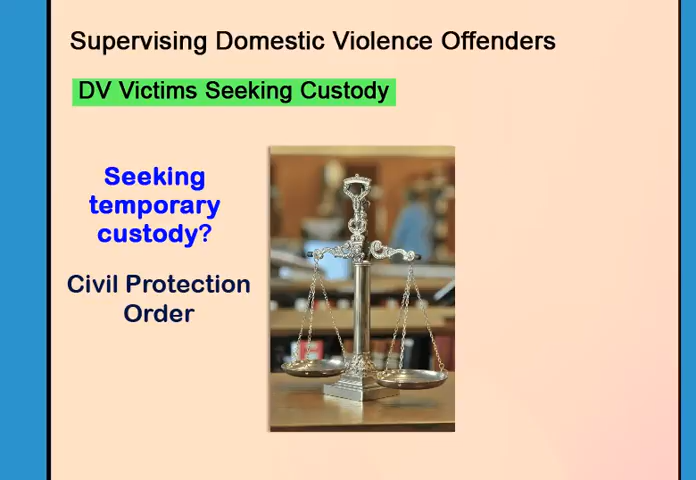 Supervising Domestic Violence Offenders
DV Victims Seeking Custody
Seeking
temporary
custody?
Civil Protection
Order